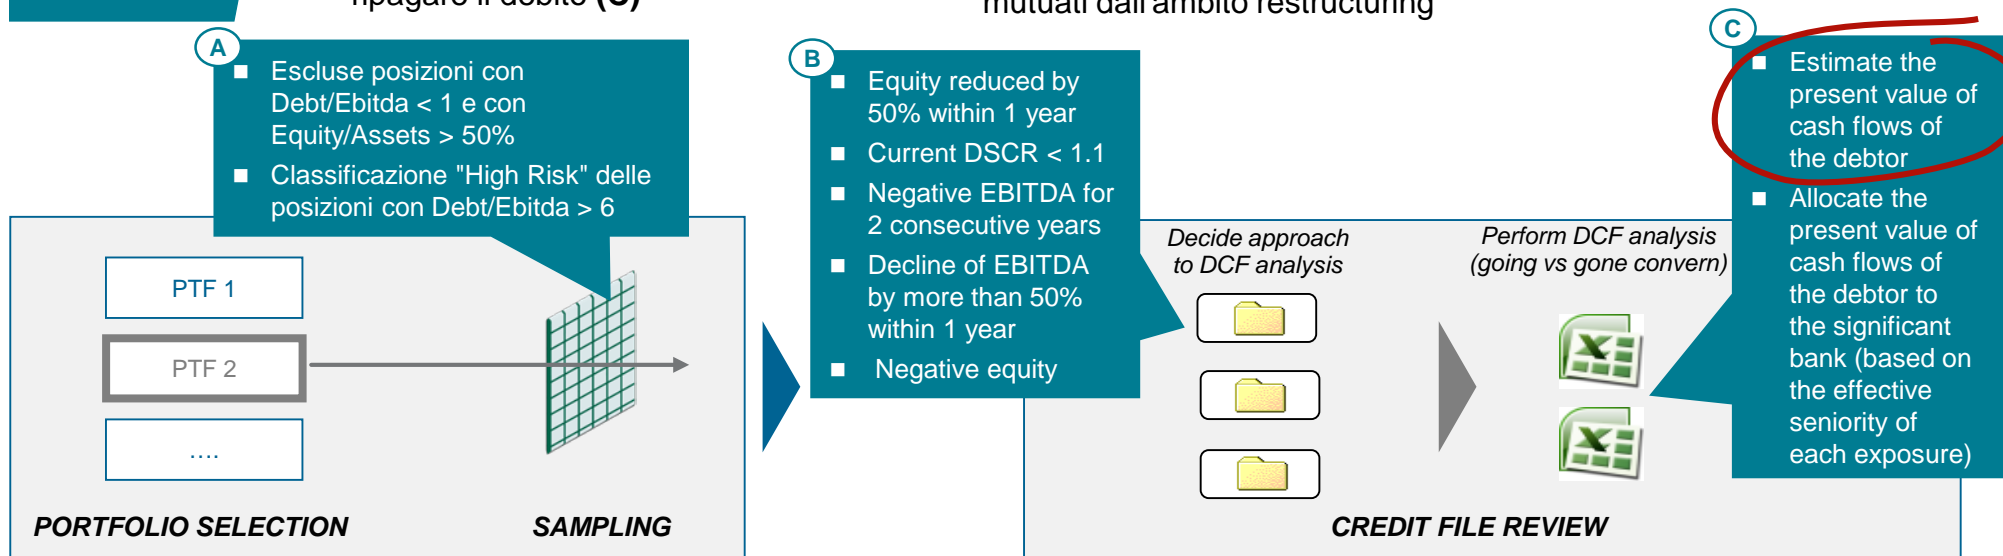 ripagare il debito (C)
mutuati dall'ambito restructuring
A
Escluse posizioni con
Debt/Ebitda < 1 e con
Equity/Assets > 50%
Classificazione "High Risk" delle
posizioni con Debt/Ebitda > 6
B
Equity reduced by
50% within 1 year
Current DSCR < 1.1
Negative EBITDA for
2 consecutive years
Decline of EBITDA
by more than 50%
within 1 year
Negative equity
C
Estimate the
present value of
cash flows of
the debtor
Allocate the
present value of
cash flows of
the debtor to
the significant
bank (based on
the effective
seniority of
each exposure)
PTF 1
PTF 2
....
Decide approach
to DCF analysis
Perform DCF analysis
(going vs gone convern)
PORTFOLIO SELECTION
SAMPLING
CREDIT FILE REVIEW